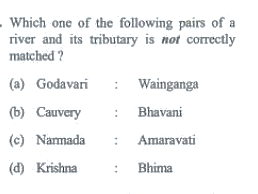 . Which one of the following pairs of a
river and its tributary is not correctly
matched ?
(a) Godavari : Wainganga
(b) Cauvery : Bhavani
(c) Narmada : Amaravati
(d) Krishna : Bhima